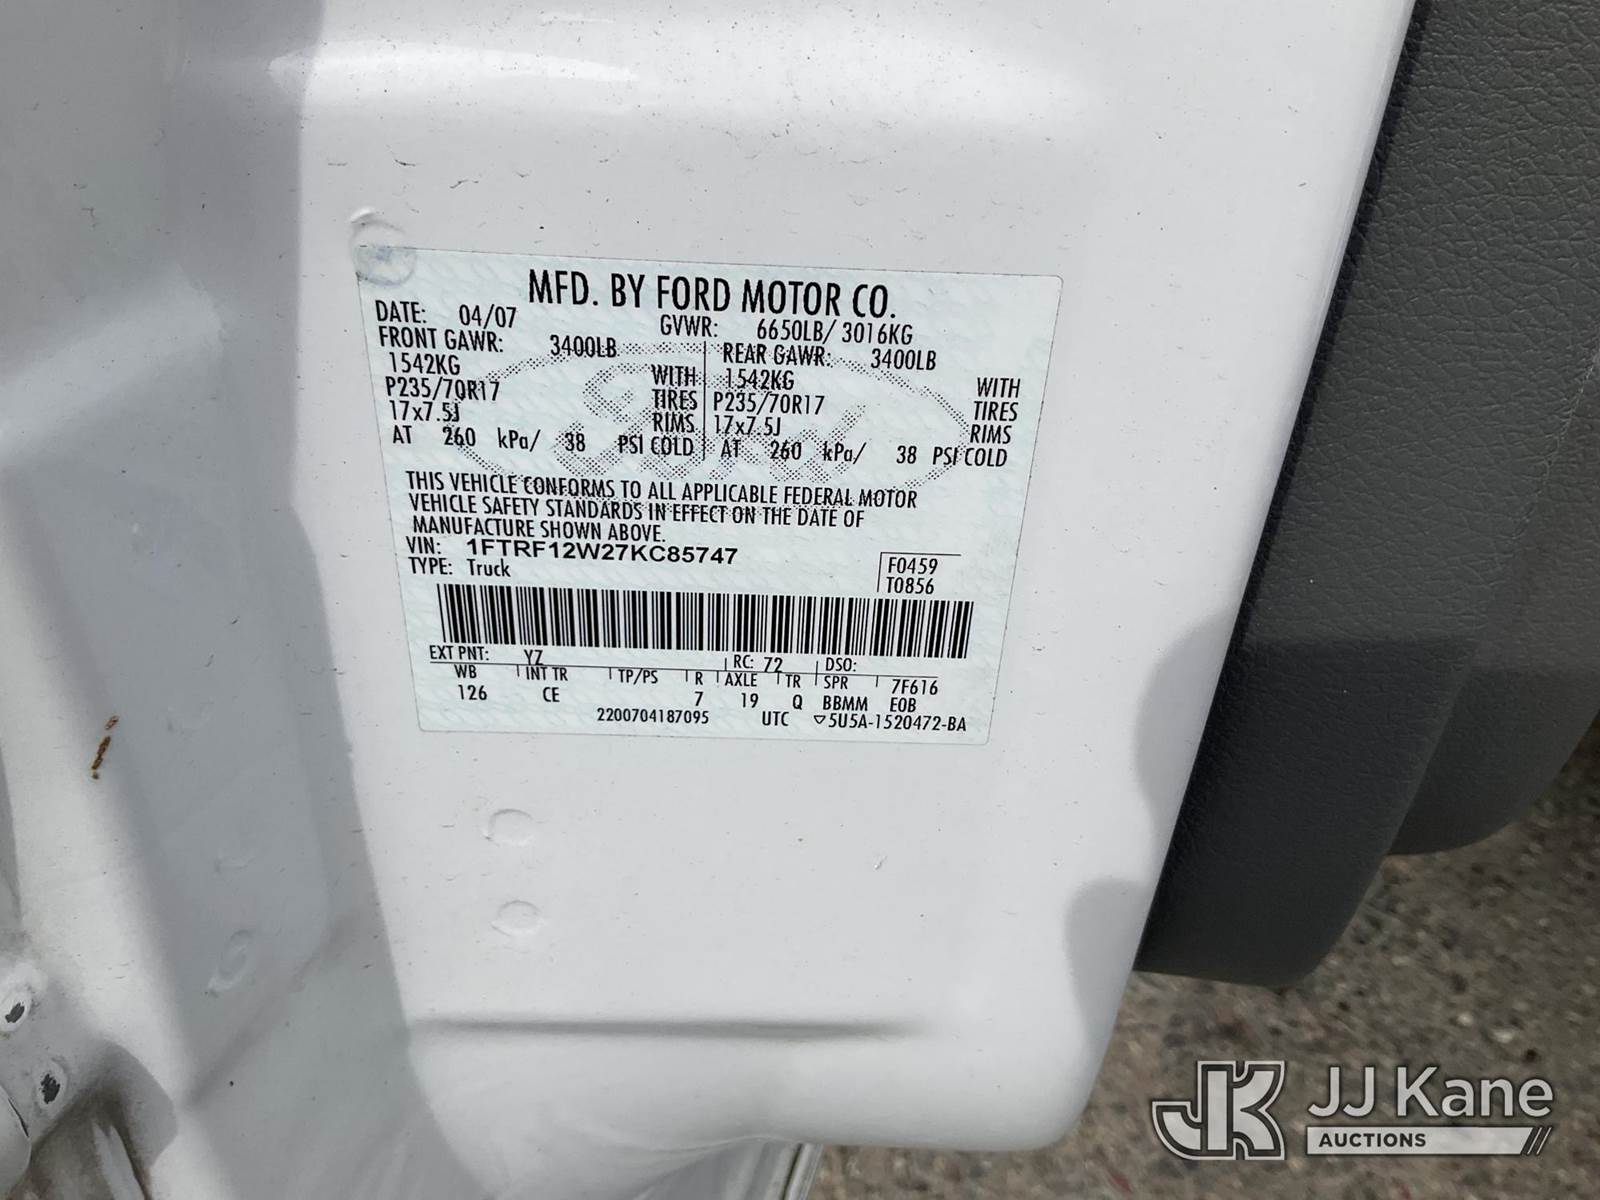 MFD. BY FORD MOTOR CO.
DATE: 04/07 GVWR: 6650LB/ 3016KG
FRONT GAWR: 3400LB REAR GAWR: 3400LB
1542KG WITH 1542KG WITH
P235/70R17 TIRES P235/70R17 TIRES
17x7.5J RIMS 17x7.5J RIMS
AT 260 kPa/ 38 PSI COLD AT 260 kPa/ 38 PSI COLD
Ford
THIS VEHICLE CONFORMS TO ALL APPLICABLE FEDERAL MOTOR
VEHICLE SAFETY STANDARDS IN EFFECT ON THE DATE OF
MANUFACTURE SHOWN ABOVE.
VIN: 1FTRF12W27KC85747
TYPE: Truck
F0459
T0856
EXT PNT: YZ RC: 72 DSO:
WB INT TR TP/PS R AXLE TR SPR 7F616
126 CE 7 19 Q BBMM EOB
2200704187095 UTC ▽5U5A-1520472-BA
JK JJ Kane
AUCTIONS